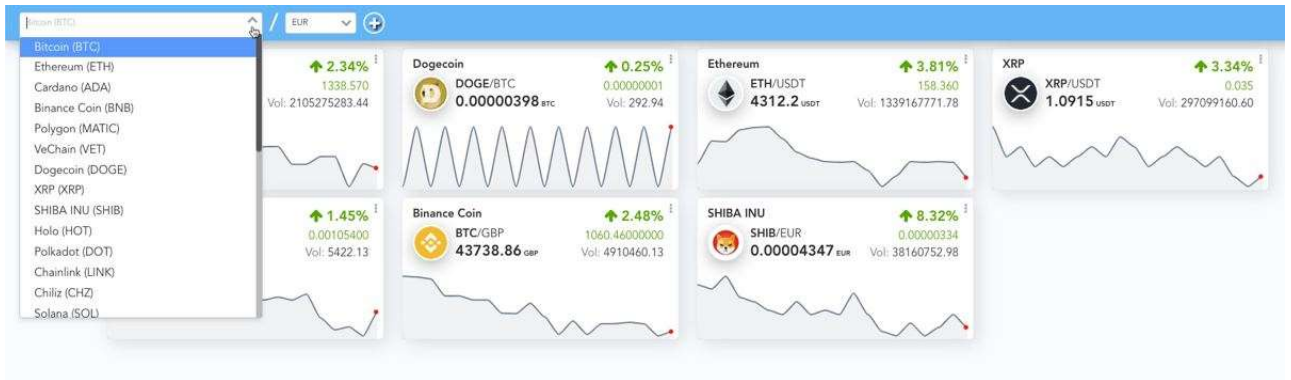 Bitcoin (BTC)
/
EUR
Bitcoin (BTC)
Ethereum (ETH)
Cardano (ADA)
Binance Coin (BNB)
Polygon (MATIC)
VeChain (VET)
Dogecoin (DOGE)
XRP (XRP)
SHIBA INU (SHIB)
Holo (HOT)
Polkadot (DOT)
Chainlink (LINK)
Chiliz (CHZ)
Solana (SOL)
2.34%
1338.570
Vol: 2105275283.44
Dogecoin
0.25%
DOGE/BTC
0.00000001
0.00000398 BTC
Vol: 292.94
Ethereum
3.81%
ETH/USDT
158.360
4312.2 USDT
Vol: 1339167771.78
XRP
3.34%
XRP/USDT
0.035
1.0915 USDT
Vol: 297099160.60
1.45%
0.00105400
Vol: 5422.13
Binance Coin
2.48%
BTC/GBP
1060.46000000
43738.86 GBP
Vol: 4910460.13
SHIBA INU
8.32%
SHIB/EUR
0.00000334
0.00004347 EUR
Vol: 38160752.98